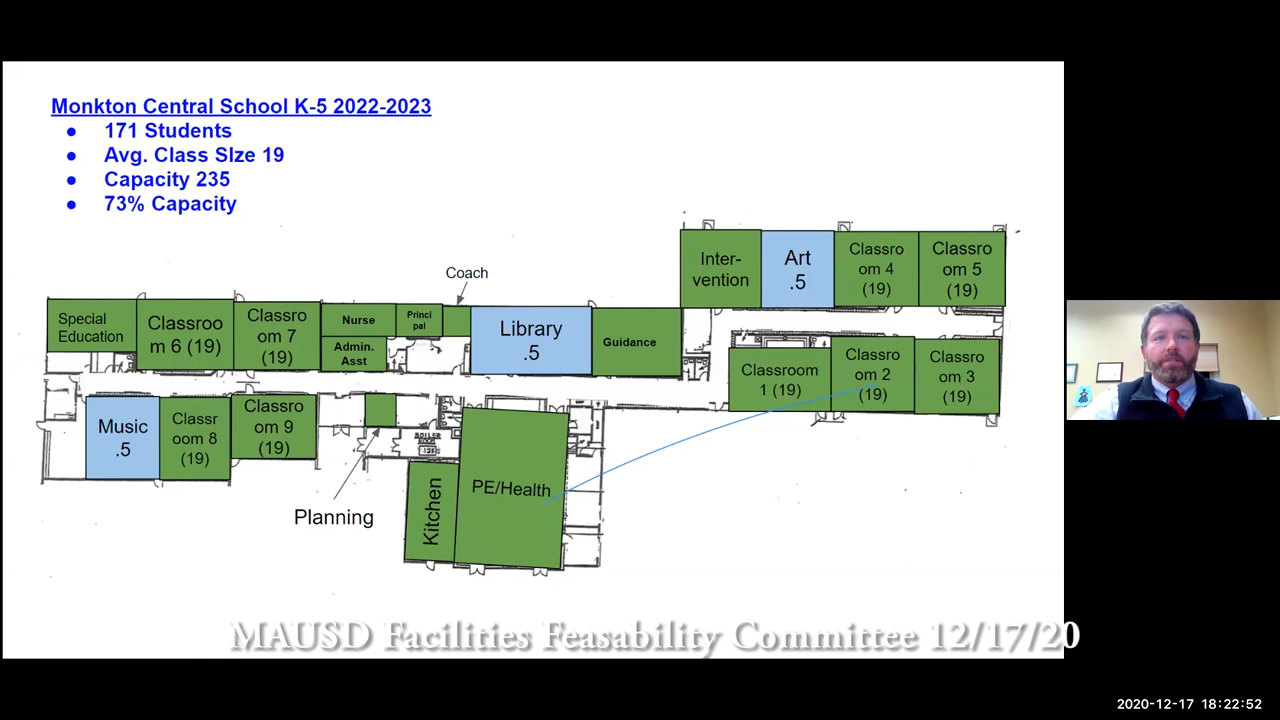 Monkton Central School K-5 2022-2023
● 171 Students
● Avg. Class SIze 19
● Capacity 235
● 73% Capacity
Coach
Inter-
vention
Art
.5
Classro
om 4
(19)
Classro
om 5
(19)
Special
Education
Classroo
m 6 (19)
Classro
om 7
(19)
Nurse
Princi
pal
Admin.
Asst
Library
.5
Guidance
Classroom
1 (19)
Classro
om 2
(19)
Classro
om 3
(19)
Music
.5
Classr
oom 8
(19)
Classro
om 9
(19)
BOILER
Planning
Kitchen
PE/Health
MAUSD Facilities Feasability Committee 12/17/20
2020-12-17 18:22:52